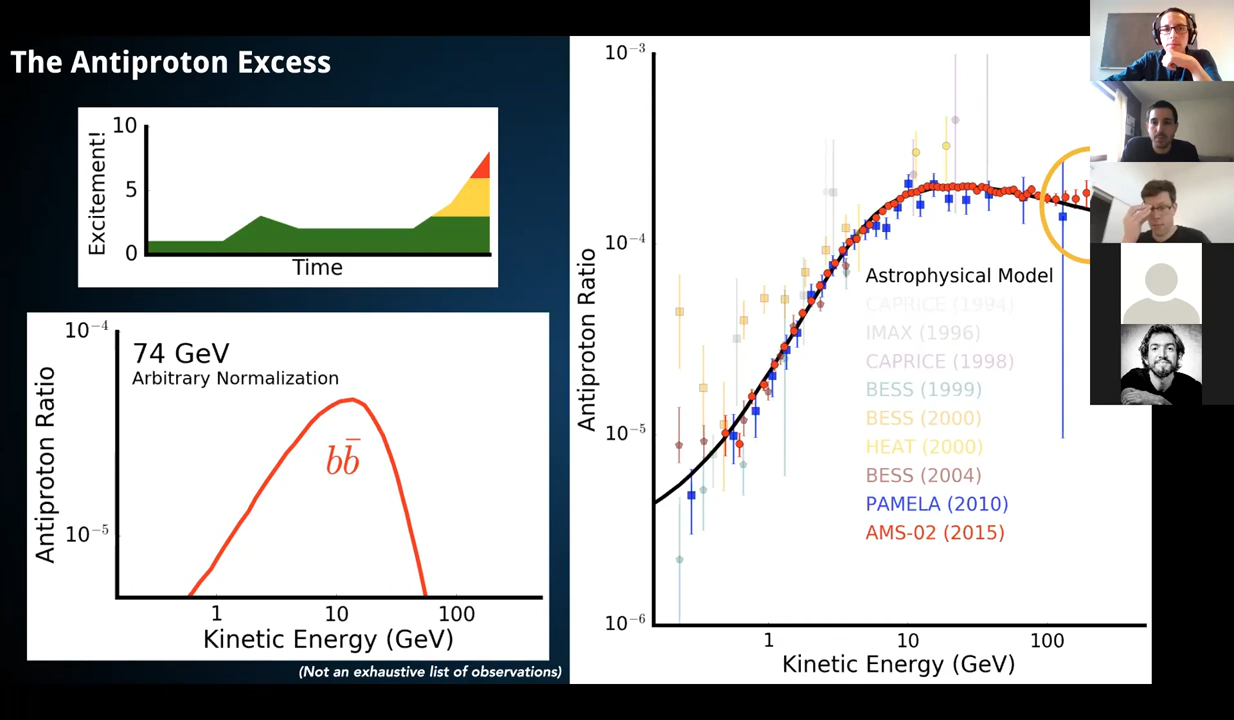 The Antiproton Excess
10
5
0
Excitement!
Time
10−4
10−5
Antiproton Ratio
74 GeV
Arbitrary Normalization
bb̄
1
10
100
Kinetic Energy (GeV)
(Not an exhaustive list of observations)
10−3
10−4
10−5
10−6
Antiproton Ratio
Astrophysical Model
CAPRICE (1994)
IMAX (1996)
CAPRICE (1998)
BESS (1999)
BESS (2000)
HEAT (2000)
BESS (2004)
PAMELA (2010)
AMS-02 (2015)
1
10
100
Kinetic Energy (GeV)